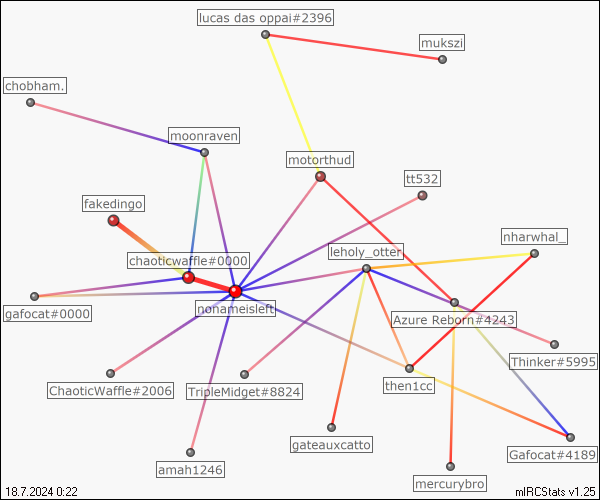 lucas das oppai#2396
mukszi
chobham.
moonraven
motorthud
tt532
fakedingo
nharwhal_
leholy_otter
chaoticwaffle#0000
nonameisleft
gafocat#0000
Azure Reborn#4243
Thinker#5995
ChaoticWaffle#2006
TripleMidget#8824
then1cc
gateauxcatto
Gafocat#4189
amah1246
mercurybro
18.7.2024 0:22
mIRCStats v1.25